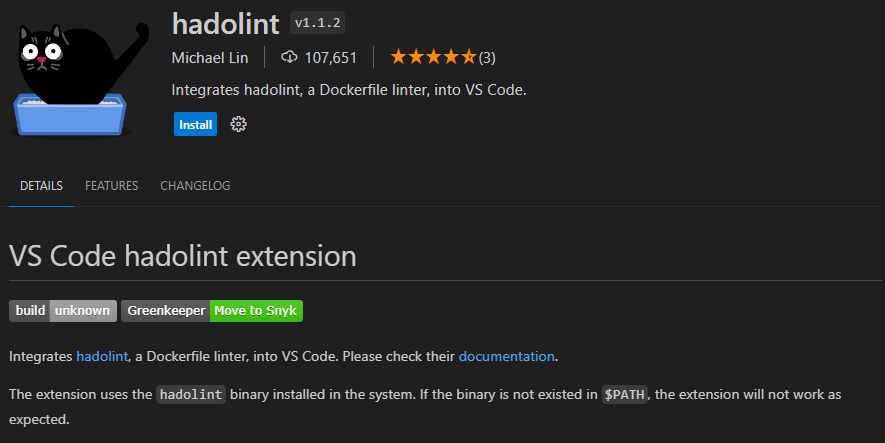 hadolint v1.1.2
Michael Lin 107,651 (3)
Integrates hadolint, a Dockerfile linter, into VS Code.
Install
DETAILS FEATURES CHANGELOG
VS Code hadolint extension
build unknown Greenkeeper Move to Snyk
Integrates hadolint, a Dockerfile linter, into VS Code. Please check their documentation.
The extension uses the hadolint binary installed in the system. If the binary is not existed in $PATH, the extension will not work as
expected.